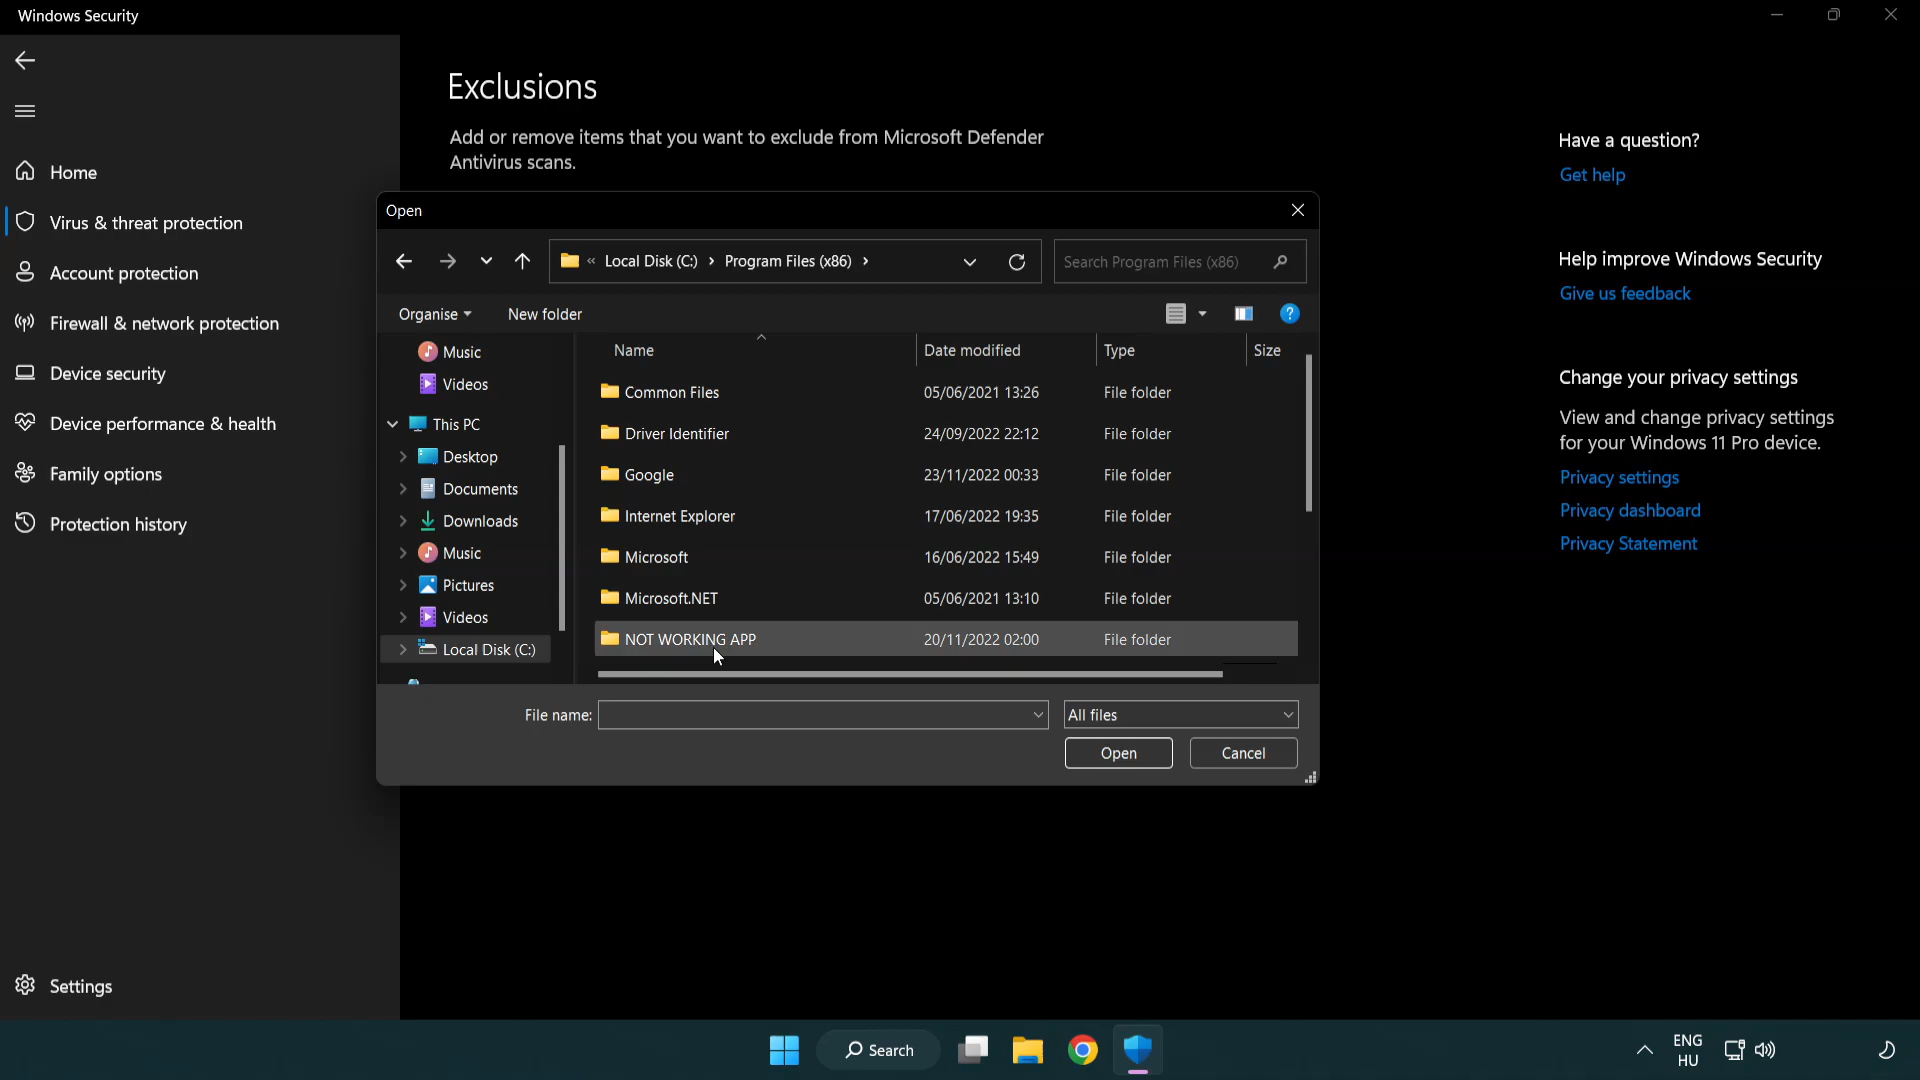 Windows Security
Exclusions
Add or remove items that you want to exclude from Microsoft Defender
Antivirus scans.
Home
Virus & threat protection
Account protection
Firewall & network protection
Device security
Device performance & health
Family options
Protection history
Settings
Open
« Local Disk (C:) › Program Files (x86) ›
Search Program Files (x86)
Organise
New folder
Music
Videos
This PC
Desktop
Documents
Downloads
Music
Pictures
Videos
Local Disk (C:)
Name Date modified Type Size
Common Files 05/06/2021 13:26 File folder
Driver Identifier 24/09/2022 22:12 File folder
Google 23/11/2022 00:33 File folder
Internet Explorer 17/06/2022 19:35 File folder
Microsoft 16/06/2022 15:49 File folder
Microsoft.NET 05/06/2021 13:10 File folder
NOT WORKING APP 20/11/2022 02:00 File folder
File name:
All files
Open
Cancel
Have a question?
Get help
Help improve Windows Security
Give us feedback
Change your privacy settings
View and change privacy settings
for your Windows 11 Pro device.
Privacy settings
Privacy dashboard
Privacy Statement
Search
ENG
HU